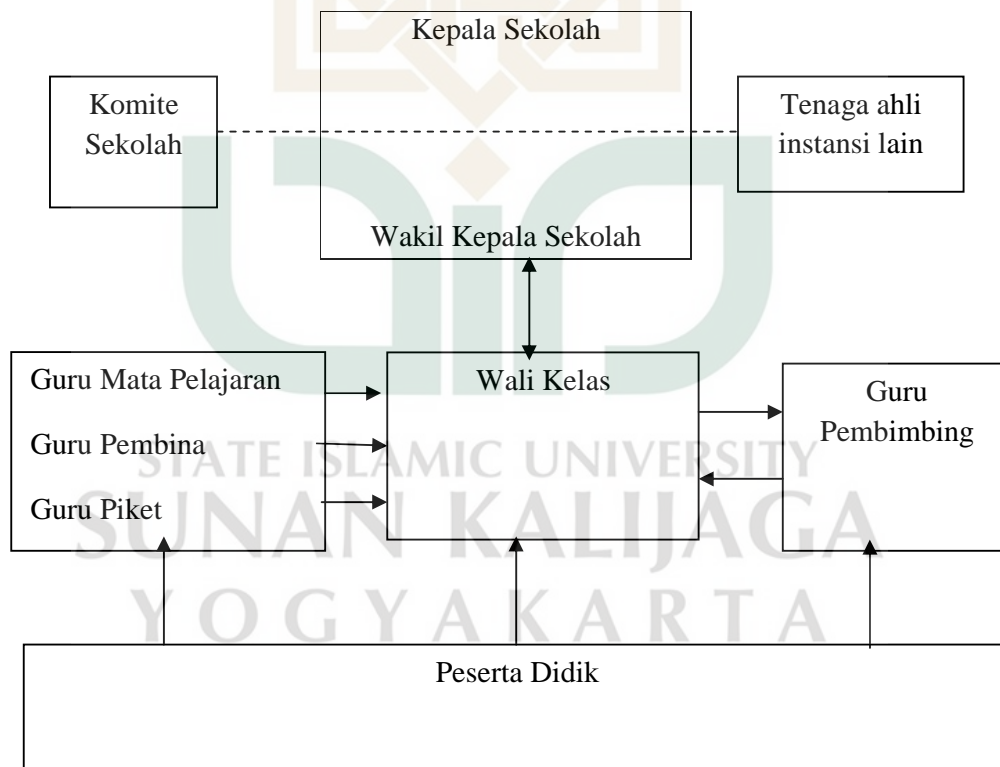 Kepala Sekolah
Komite
Sekolah
Tenaga ahli
instansi lain
Wakil Kepala Sekolah
Guru Mata Pelajaran
Guru Pembina
Guru Piket
Wali Kelas
Guru
Pembimbing
STATE ISLAMIC UNIVERSITY
SUNAN KALIJAGA
YOGYAKARTA
Peserta Didik